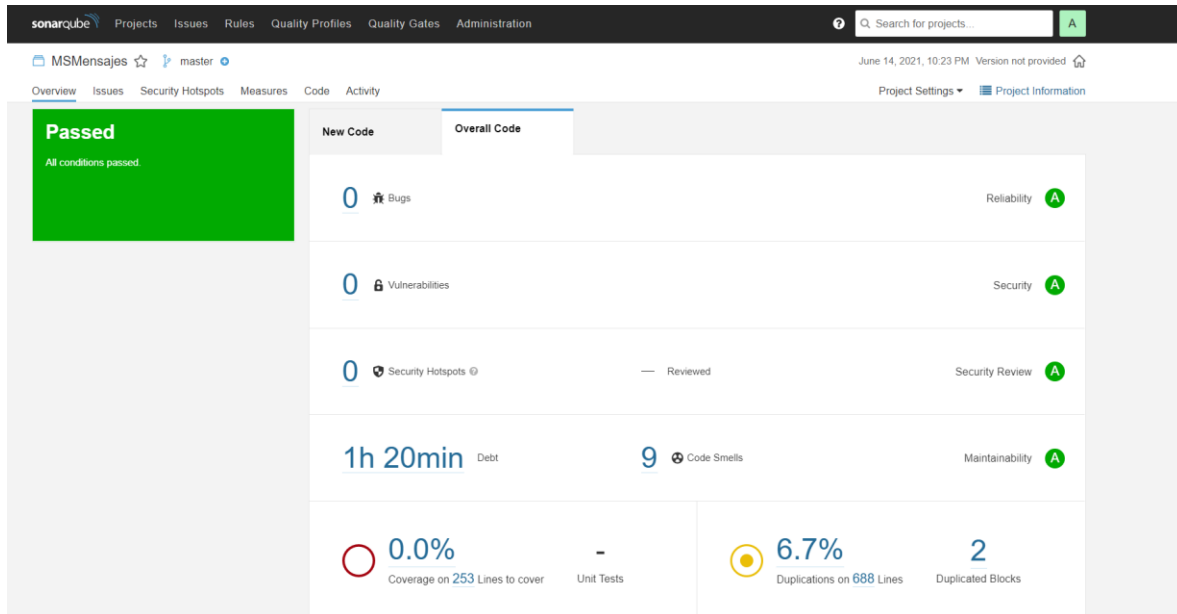 sonarqube Projects Issues Rules Quality Profiles Quality Gates Administration ? Search for projects... A
MSMensajes master June 14, 2021, 10:23 PM Version not provided
Overview Issues Security Hotspots Measures Code Activity Project Settings Project Information
Passed
All conditions passed.
New Code Overall Code
0 Bugs Reliability A
0 Vulnerabilities Security A
0 Security Hotspots ? — Reviewed Security Review A
1h 20min Debt 9 Code Smells Maintainability A
0.0% - 6.7% 2
Coverage on 253 Lines to cover Unit Tests Duplications on 688 Lines Duplicated Blocks